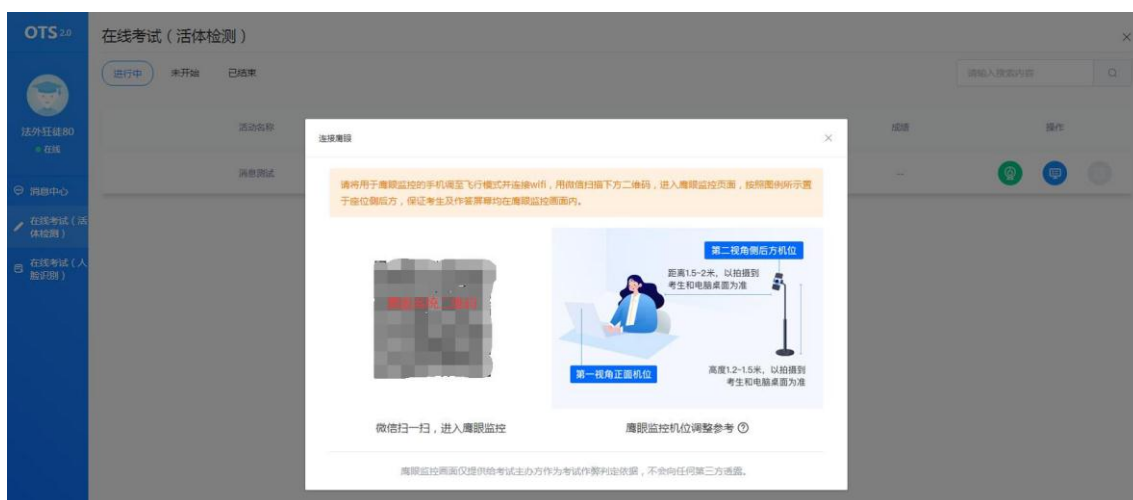 OTS 2.0
在线考试（活体检测）
进行中 未开始 已结束
请输入搜索内容
法外狂徒80
在线
活动名称
成绩
操作
消息测试
--
消息中心
在线考试（活
体检测）
在线考试（人
脸识别）
连接鹰眼
请将用于鹰眼监控的手机调至飞行模式并连接wifi，用微信扫描下方二维码，进入鹰眼监控页面，按照图例所示置
于座位侧后方，保证考生及作答屏幕均在鹰眼监控画面内。
第二视角侧后方机位
距离1.5~2米，以拍摄到
考生和电脑桌面为准
第一视角正面机位
高度1.2~1.5米，以拍摄到
考生和电脑桌面为准
微信扫一扫，进入鹰眼监控
鹰眼监控机位调整参考
鹰眼监控画面仅提供给考试主办方作为考试作弊判定依据，不会向任何第三方透露。